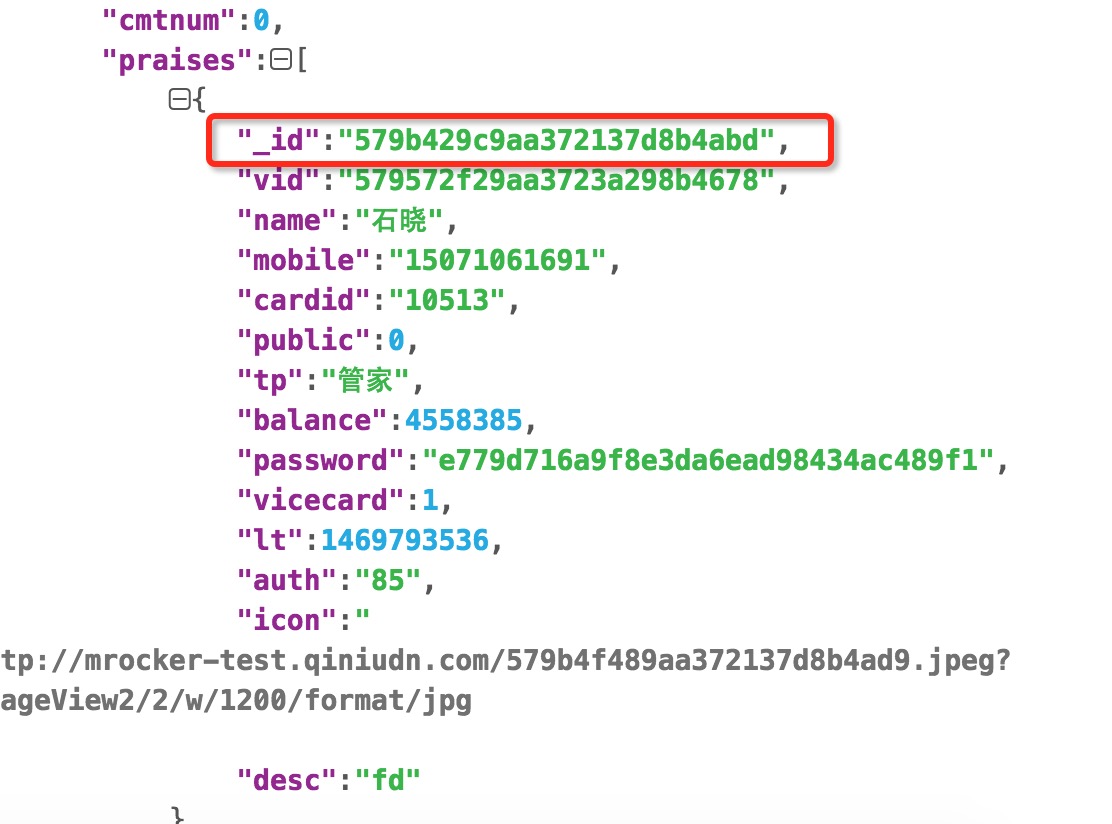 "cmtnum":0,
"praises":[
{
"_id":"579b429c9aa372137d8b4abd",
"vid":"579572f29aa3723a298b4678",
"name":"石晓",
"mobile":"15071061691",
"cardid":"10513",
"public":0,
"tp":"管家",
"balance":4558385,
"password":"e779d716a9f8e3da6ead98434ac489f1",
"vicecard":1,
"lt":1469793536,
"auth":"85",
"icon":"
tp://mrocker-test.qiniudn.com/579b4f489aa372137d8b4ad9.jpeg?
ageView2/2/w/1200/format/jpg
"desc":"fd"
}